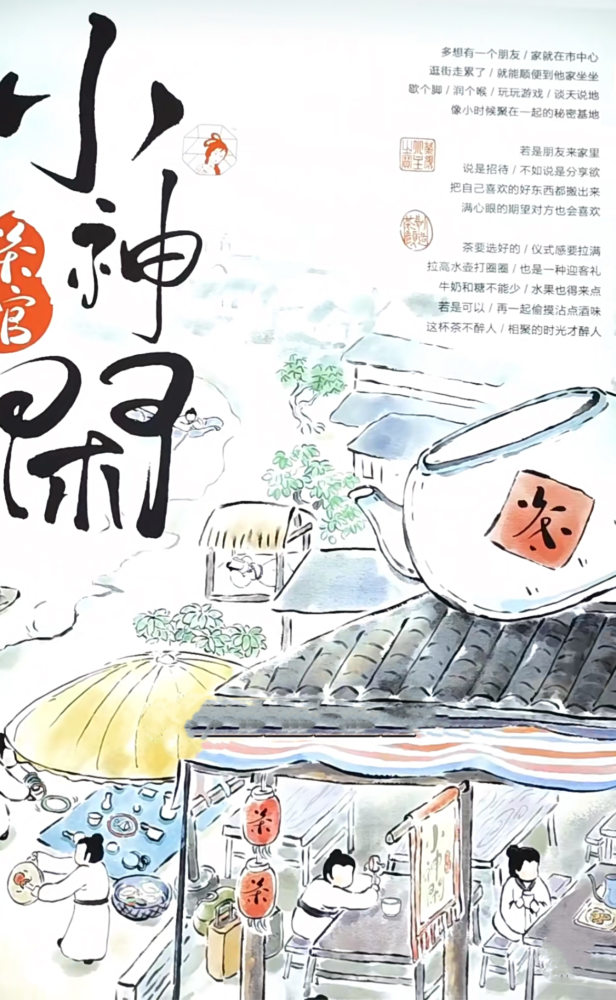 小神閑
茶
多想有一个朋友 / 家就在市中心
逛街走累了 / 就能顺便到他家坐坐
歇个脚 / 润个喉 / 玩玩游戏 / 谈天说地
像小时候聚在一起的秘密基地
若是朋友来家里
说是招待 / 不如说是分享欲
把自己喜欢的好东西都搬出来
满心眼的期望对方也会喜欢
制造
茶顔
茶要选好的 / 仪式感要拉满
拉高水壶打圈圈 / 也是一种迎客礼
牛奶和糖不能少 / 水果也得来点
若是可以 / 再一起偷摸沾点酒味
这杯茶不醉人 / 相聚的时光才醉人
茶
茶
茶
小神閑